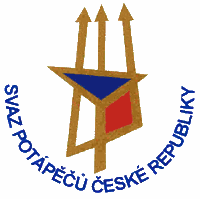 SVAZ POTÁPĚČŮ ČESKÉ REPUBLIKY